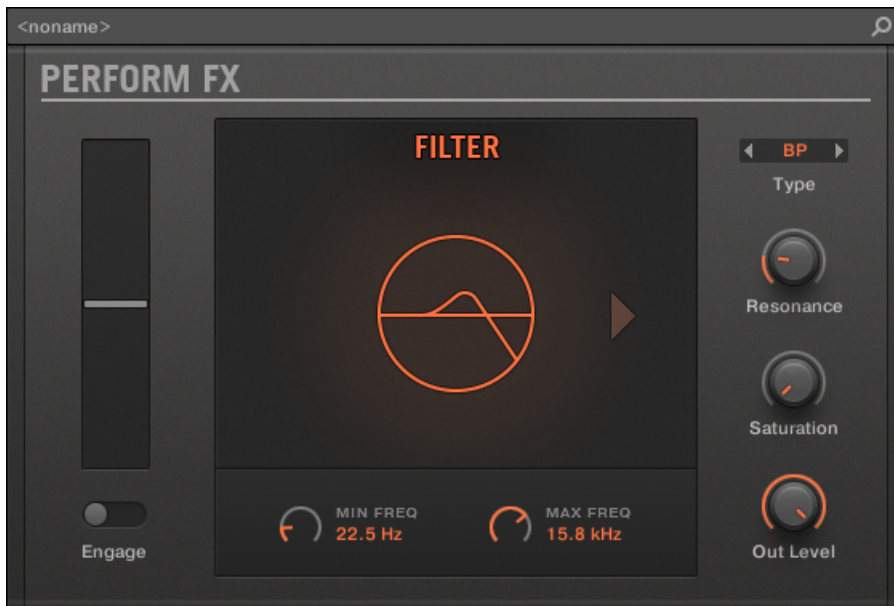 <noname>
PERFORM FX
FILTER
BP
Type
Resonance
Saturation
MIN FREQ
22.5 Hz
MAX FREQ
15.8 kHz
Engage
Out Level